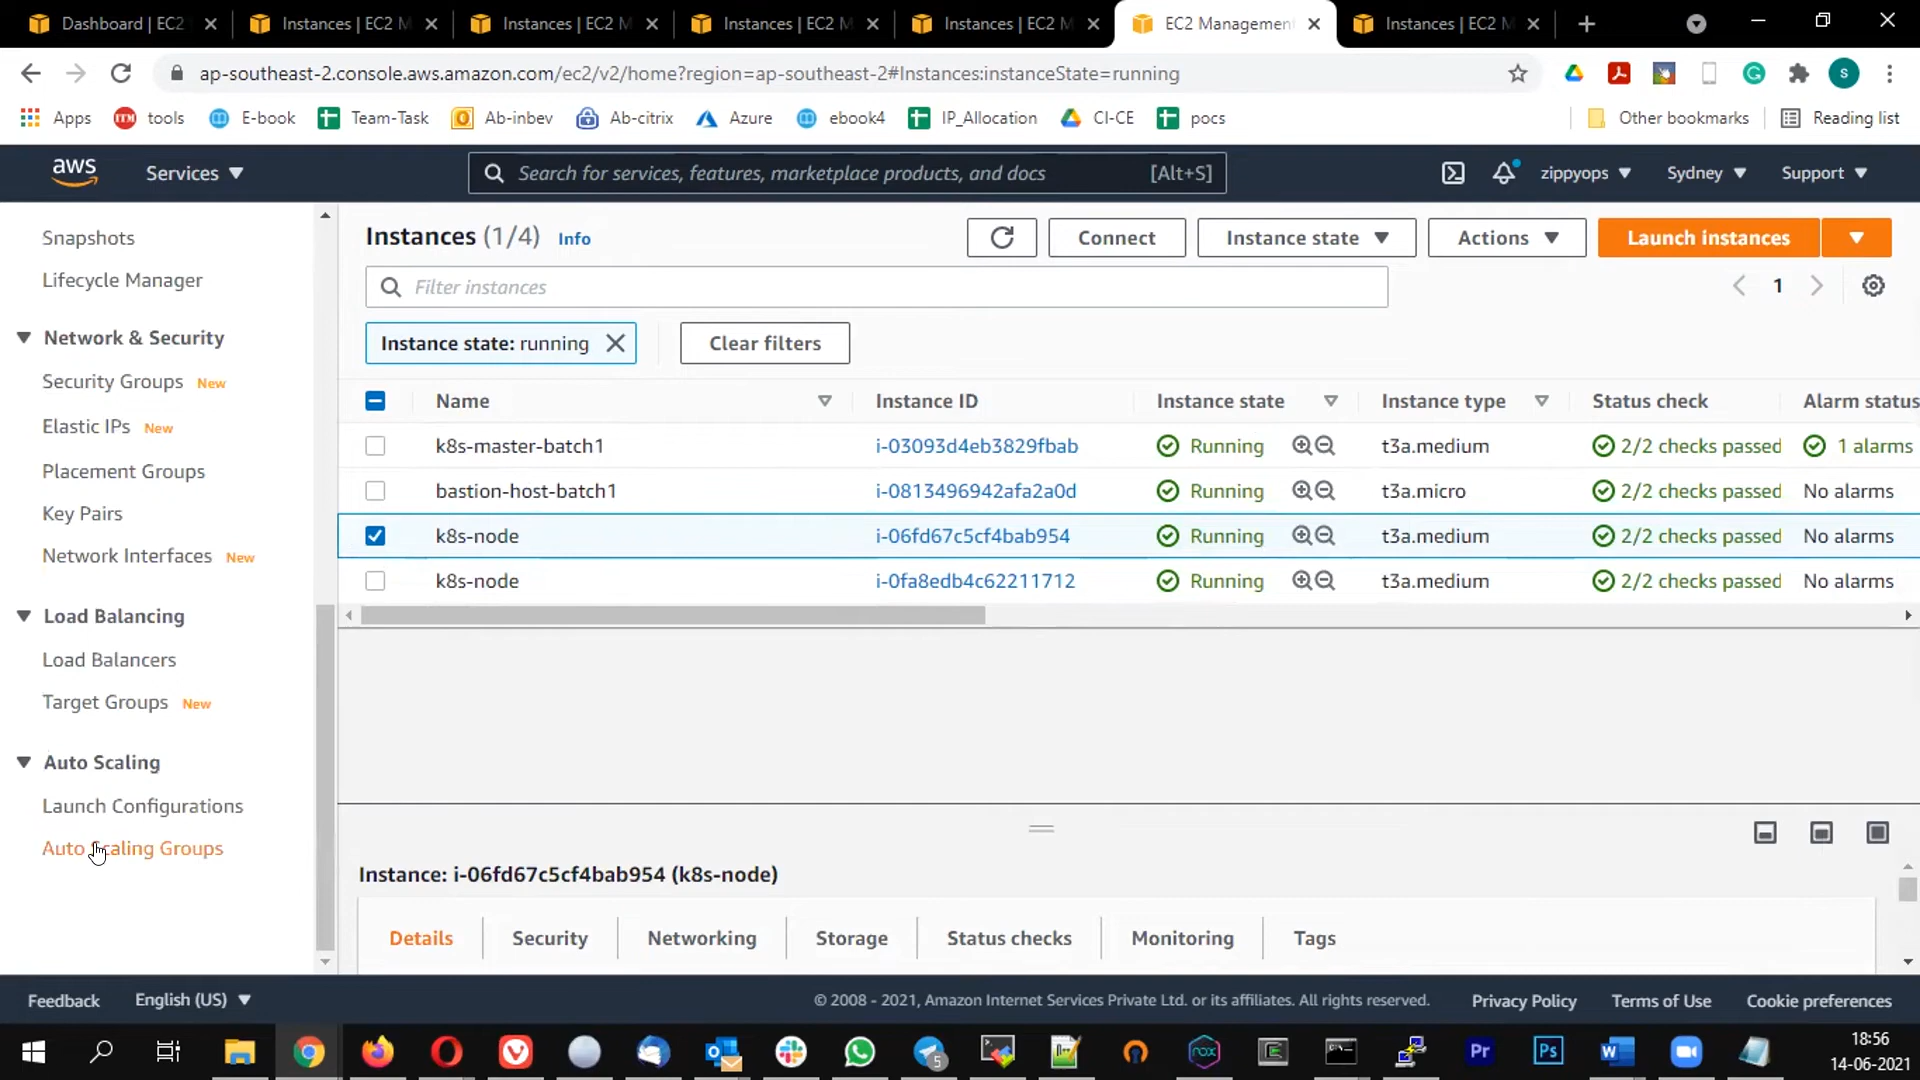 Dashboard | EC2
Instances | EC2 M
Instances | EC2 M
Instances | EC2 M
Instances | EC2 M
EC2 Management
Instances | EC2 M
ap-southeast-2.console.aws.amazon.com/ec2/v2/home?region=ap-southeast-2#Instances:instanceState=running
S
Apps
tools
E-book
Team-Task
Ab-inbev
Ab-citrix
Azure
ebook4
IP_Allocation
CI-CE
pocs
Other bookmarks
Reading list
aws
Services
Search for services, features, marketplace products, and docs
[Alt+S]
zippyops
Sydney
Support
Snapshots
Lifecycle Manager
Network & Security
Security Groups New
Elastic IPs New
Placement Groups
Key Pairs
Network Interfaces New
Load Balancing
Load Balancers
Target Groups New
Auto Scaling
Launch Configurations
Auto Scaling Groups
Instances (1/4) Info
Connect
Instance state
Actions
Launch instances
Filter instances
1
Instance state: running
Clear filters
Name Instance ID Instance state Instance type Status check Alarm status
k8s-master-batch1 i-03093d4eb3829fbab Running t3a.medium 2/2 checks passed 1 alarms
bastion-host-batch1 i-0813496942afa2a0d Running t3a.micro 2/2 checks passed No alarms
k8s-node i-06fd67c5cf4bab954 Running t3a.medium 2/2 checks passed No alarms
k8s-node i-0fa8edb4c62211712 Running t3a.medium 2/2 checks passed No alarms
Instance: i-06fd67c5cf4bab954 (k8s-node)
Details
Security
Networking
Storage
Status checks
Monitoring
Tags
Feedback
English (US)
© 2008 - 2021, Amazon Internet Services Private Ltd. or its affiliates. All rights reserved.
Privacy Policy
Terms of Use
Cookie preferences
5
nox
Pr
Ps
W
18:56
14-06-2021